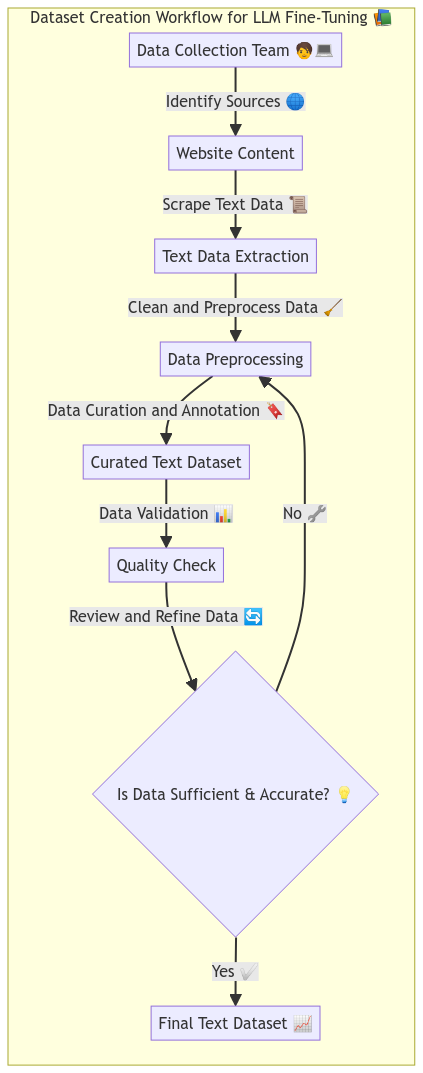 Dataset Creation Workflow for LLM Fine-Tuning 📚
Data Collection Team 🧑💻
Identify Sources 🌐
Website Content
Scrape Text Data 📜
Text Data Extraction
Clean and Preprocess Data 🧹
Data Preprocessing
Data Curation and Annotation 🔖
Curated Text Dataset
Data Validation 📊
No 🔧
Quality Check
Review and Refine Data 🔄
Is Data Sufficient & Accurate? 💡
Yes ✅
Final Text Dataset 📈